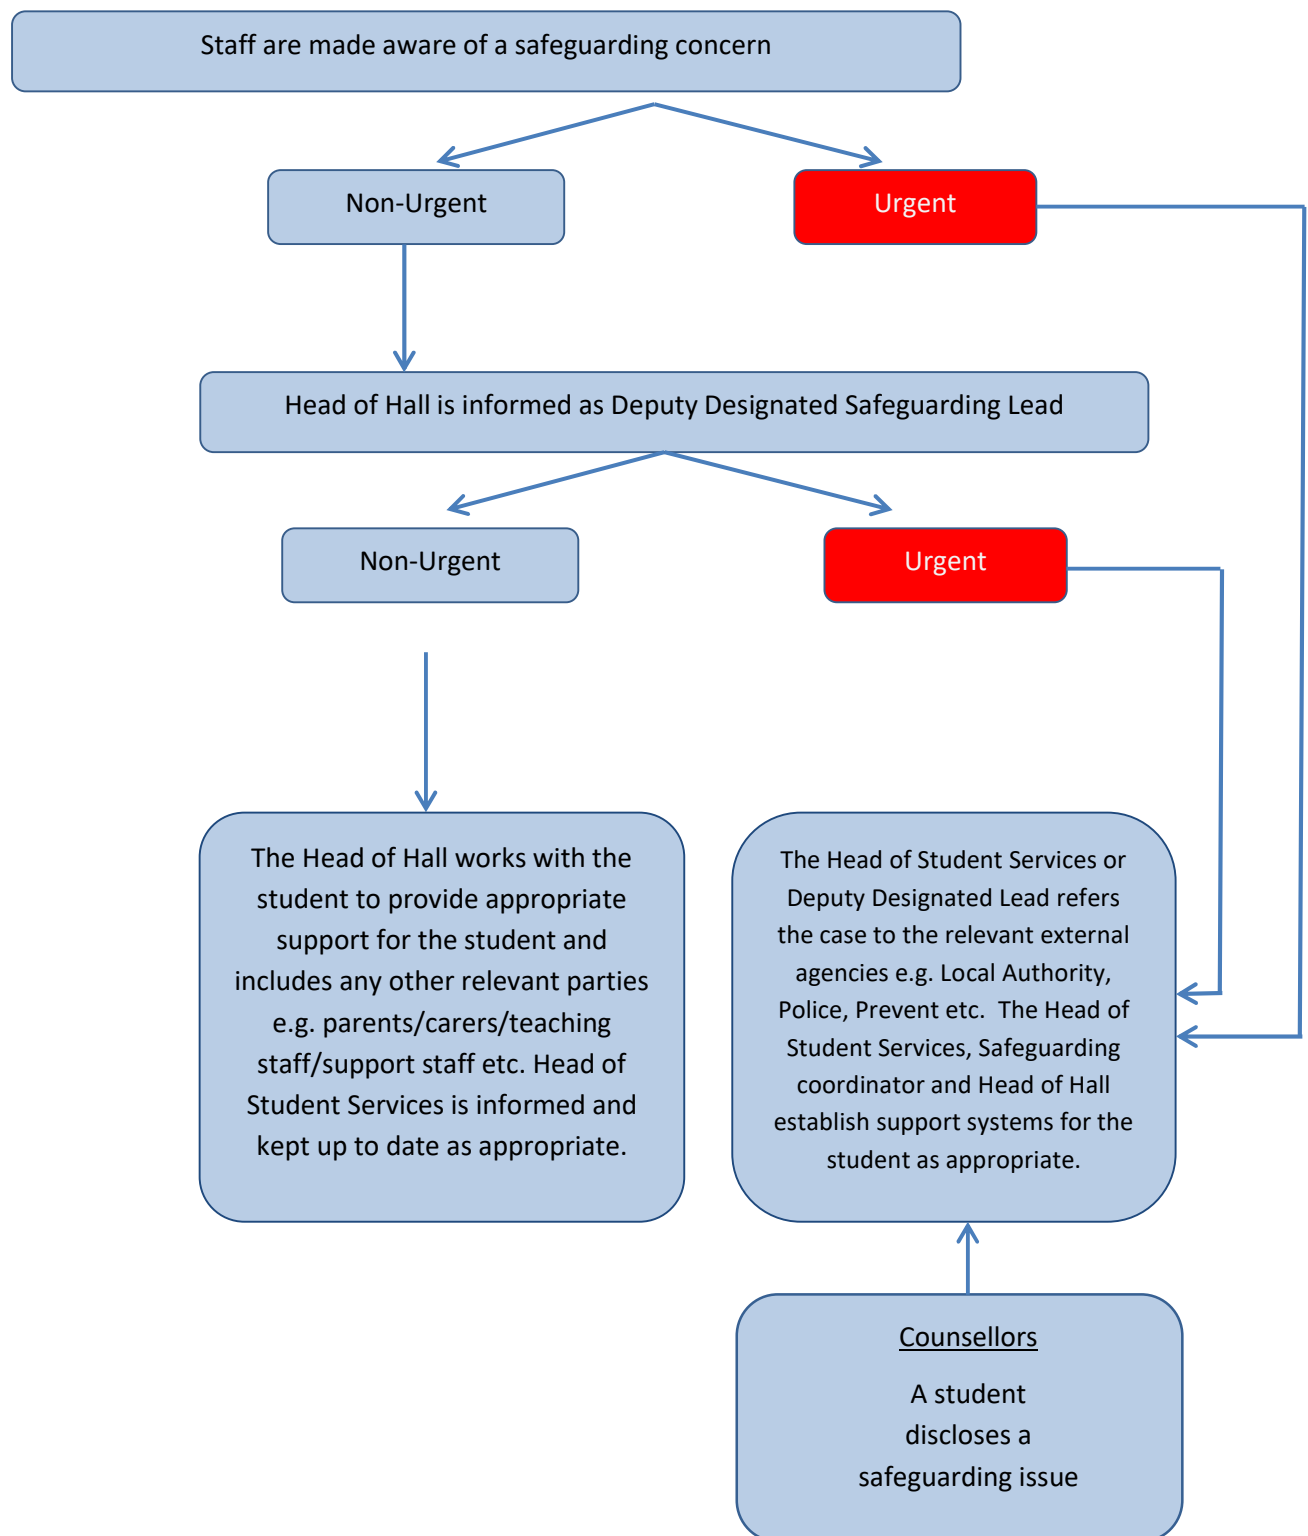 Staff are made aware of a safeguarding concern
Non-Urgent
Urgent
Head of Hall is informed as Deputy Designated Safeguarding Lead
Non-Urgent
Urgent
The Head of Hall works with the
student to provide appropriate
support for the student and
includes any other relevant parties
e.g. parents/carers/teaching
staff/support staff etc. Head of
Student Services is informed and
kept up to date as appropriate.
The Head of Student Services or
Deputy Designated Lead refers
the case to the relevant external
agencies e.g. Local Authority,
Police, Prevent etc.  The Head of
Student Services, Safeguarding
coordinator and Head of Hall
establish support systems for the
student as appropriate.
Counsellors
A student
discloses a
safeguarding issue